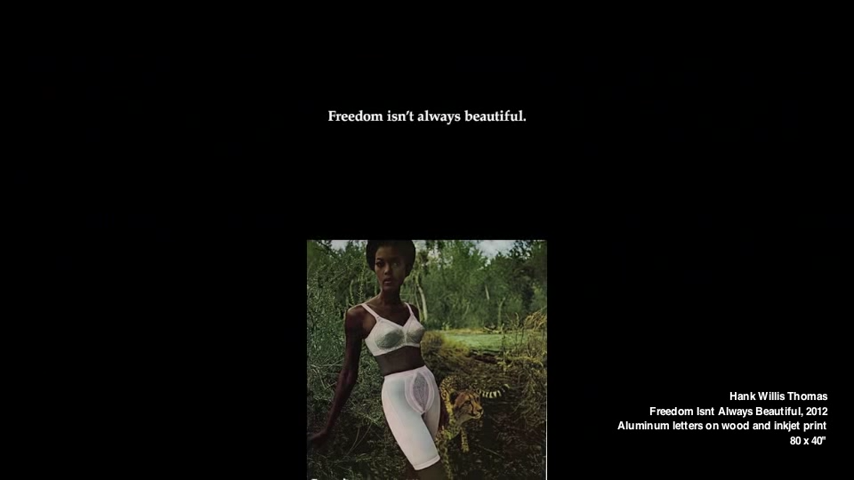 Freedom isn't always beautiful.
Hank Willis Thomas
Freedom Isnt Always Beautiful, 2012
Aluminum letters on wood and inkjet print
80 x 40"